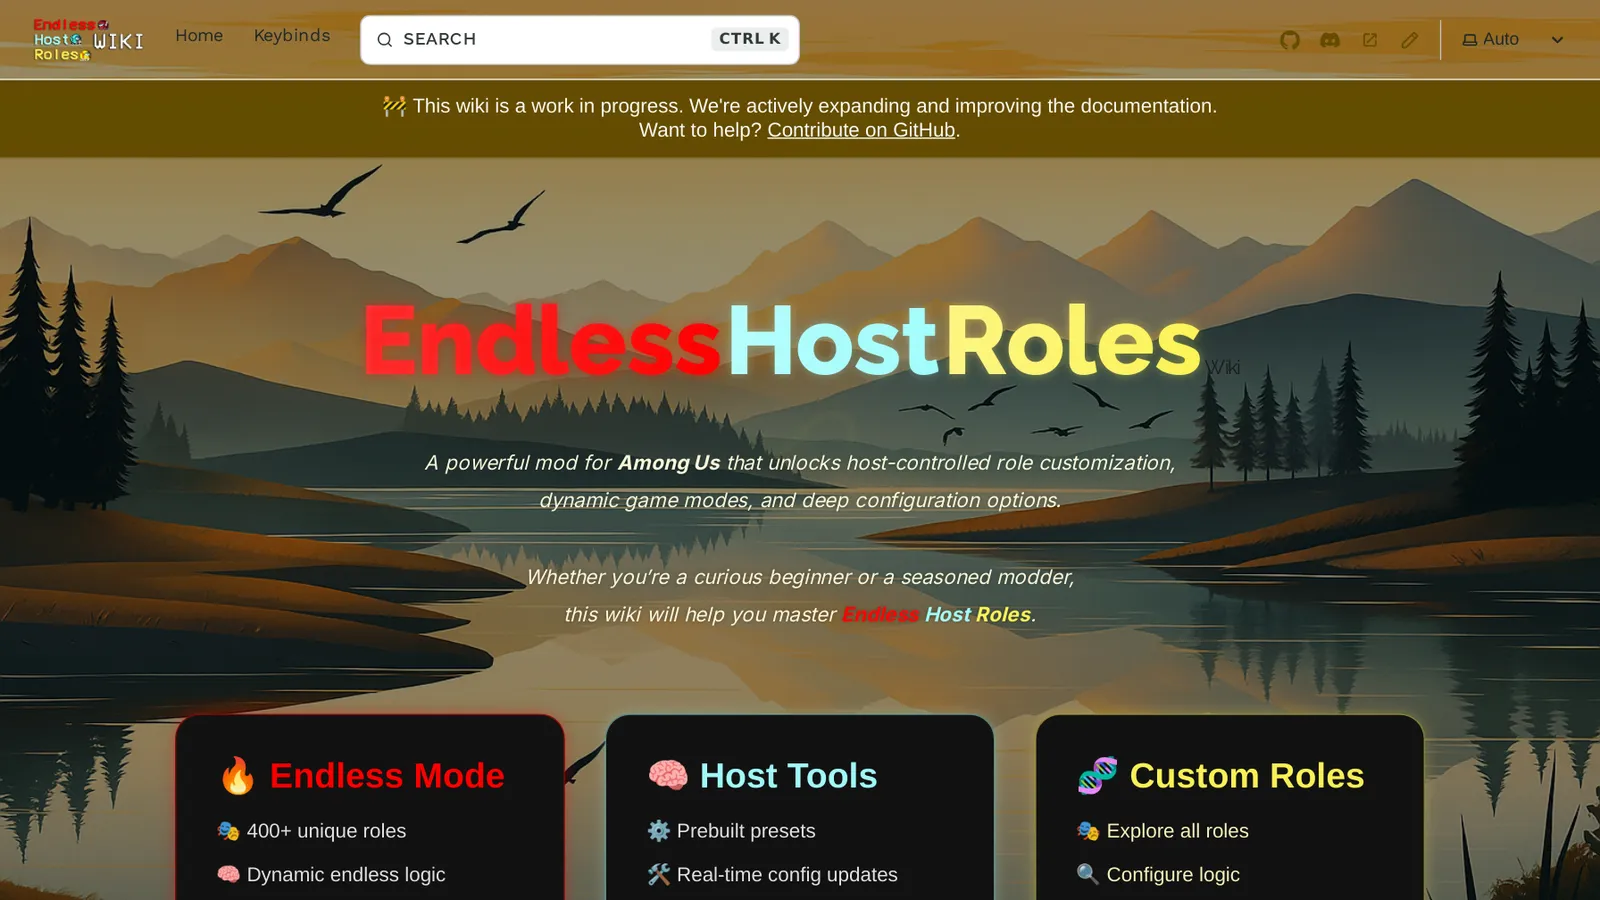 Endless
Host WIKI
Roles
Home
Keybinds
SEARCH
CTRL K
Auto
🚧 This wiki is a work in progress. We're actively expanding and improving the documentation.
Want to help? Contribute on GitHub.
EndlessHostRoles Wiki
A powerful mod for Among Us that unlocks host-controlled role customization,
dynamic game modes, and deep configuration options.
Whether you’re a curious beginner or a seasoned modder,
this wiki will help you master Endless Host Roles.
🔥 Endless Mode
🎭 400+ unique roles
🧠 Dynamic endless logic
🧠 Host Tools
⚙️ Prebuilt presets
🛠️ Real-time config updates
🧬 Custom Roles
🎭 Explore all roles
🔍 Configure logic